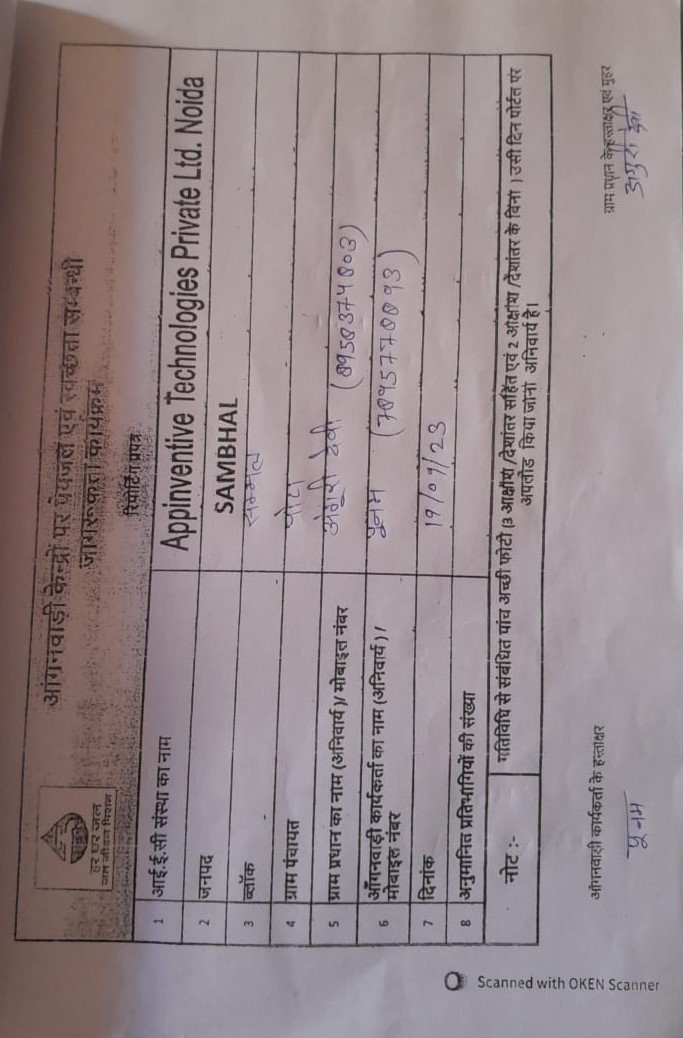 हर घर जल
जल जीवन मिशन
आंगनवाड़ी केन्द्रों पर पेयजल एवं स्वच्छता सम्बन्धी
जागरूकता कार्यक्रम
रिपोर्टिंग प्रपत्र
1 आई.ई.सी संस्था का नाम Appinventive Technologies Private Ltd. Noida
2 जनपद SAMBHAL
3 ब्लॉक सम्भल
4 ग्राम पंचायत
5 ग्राम प्रधान का नाम (अनिवार्य)/ मोबाइल नंबर अंगूरी देवी
6 आँगनवाड़ी कार्यकर्ता का नाम (अनिवार्य)/
मोबाइल नंबर पूनम
7 दिनांक 19/09/23
8 अनुमानित प्रतिभागियों की संख्या
नोट :- गतिविधि से संबंधित पांच अच्छी फोटो (3 आक्षांश/देशांतर सहित एवं 2 आक्षांश/देशांतर के बिना) उसी दिन पोर्टल पर
अपलोड किया जाना अनिवार्य है।
आंगनवाड़ी कार्यकर्ता के हस्ताक्षर
पूनम
ग्राम प्रधान के हस्ताक्षर एवं मुहर
Scanned with OKEN Scanner